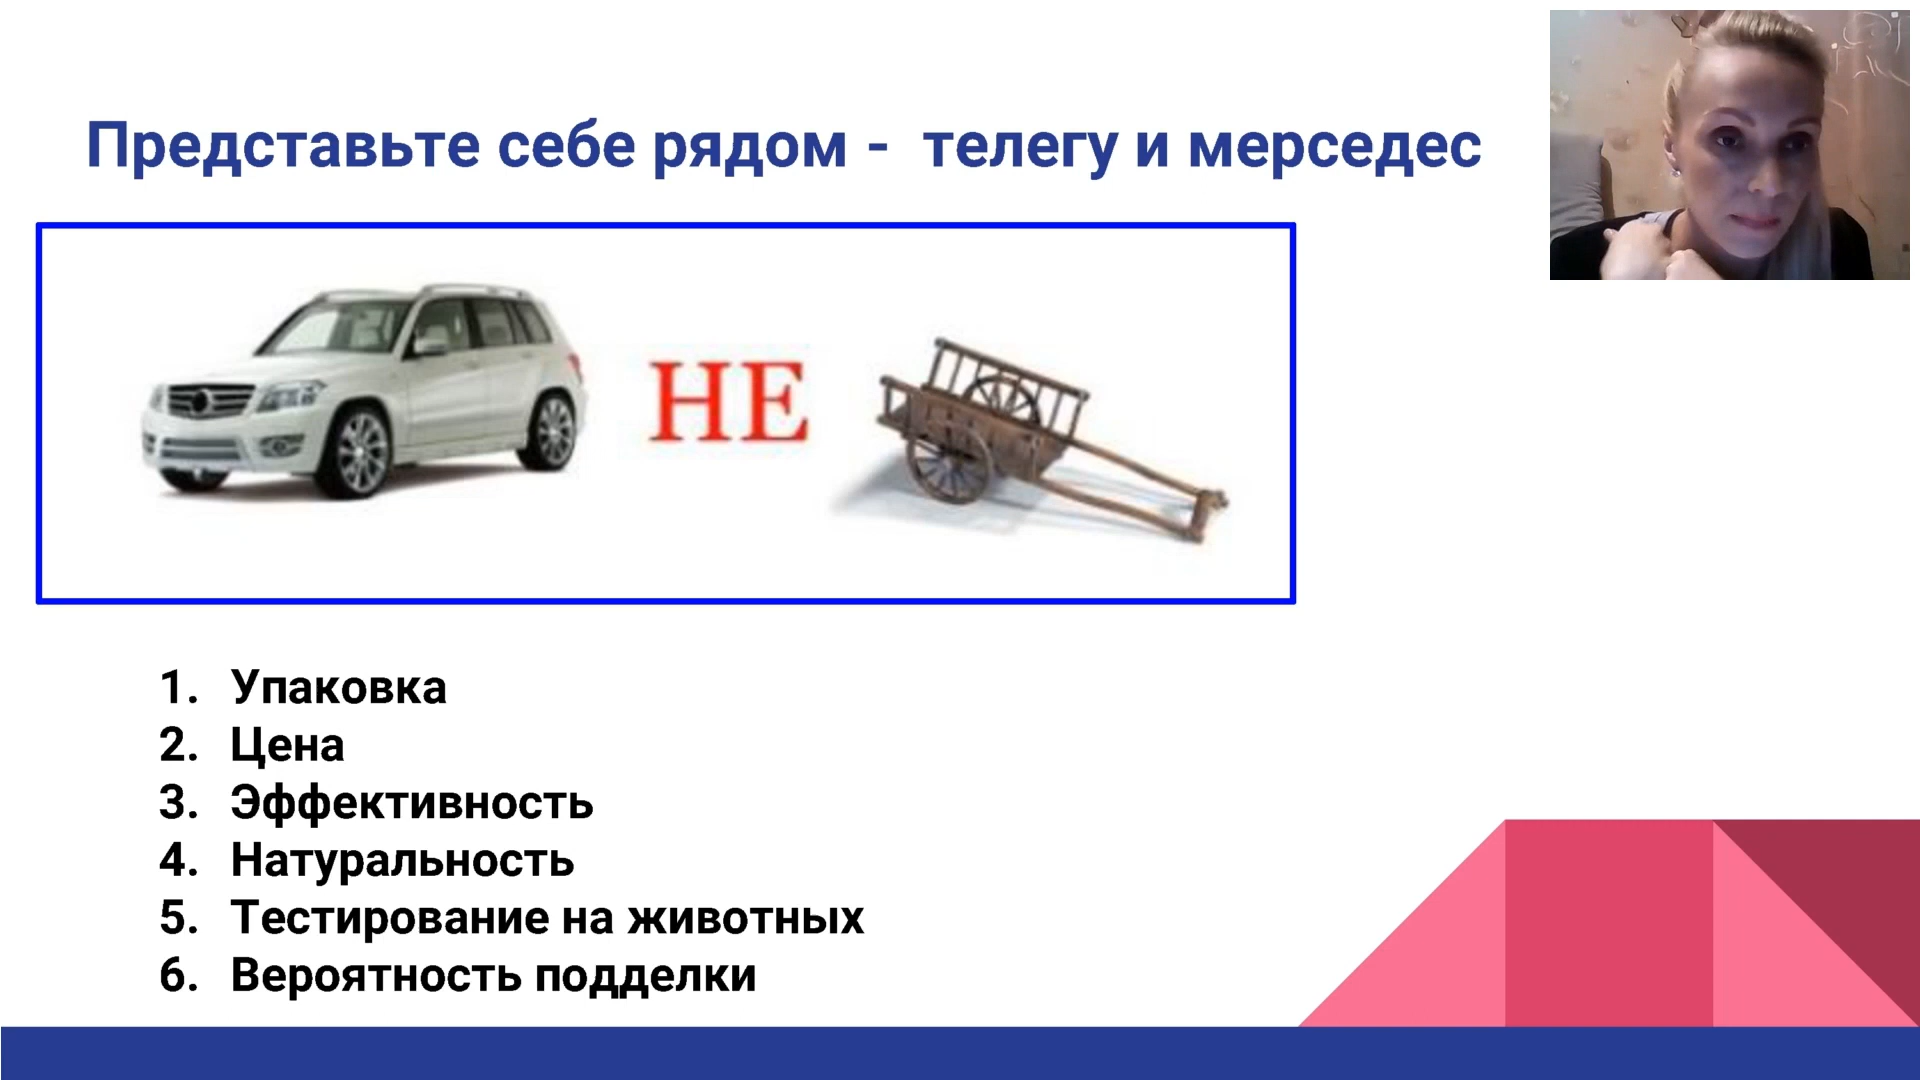 Представьте себе рядом - телегу и мерседес
НЕ
1. Упаковка
2. Цена
3. Эффективность
4. Натуральность
5. Тестирование на животных
6. Вероятность подделки